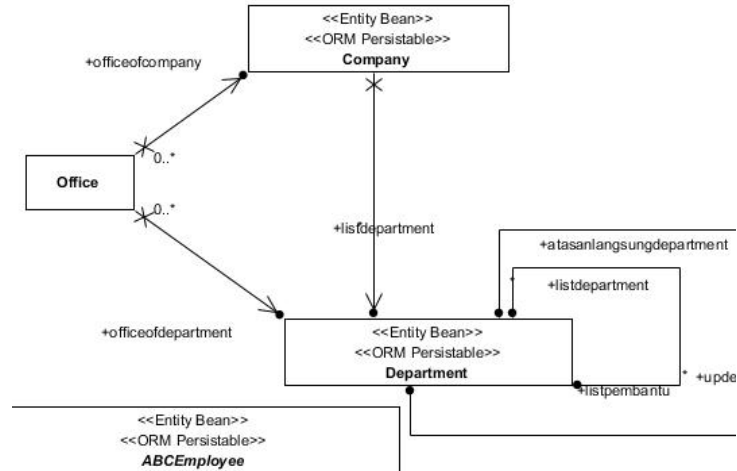 <<Entity Bean>>
<<ORM Persistable>>
Company
+officeofcompany
0..*
Office
0..*
*
+listdepartment
+atasanlangsungdepartment
*
+listdepartment
+officeofdepartment
<<Entity Bean>>
<<ORM Persistable>>
Department
* +upde
+listpembantu
<<Entity Bean>>
<<ORM Persistable>>
ABCEmployee